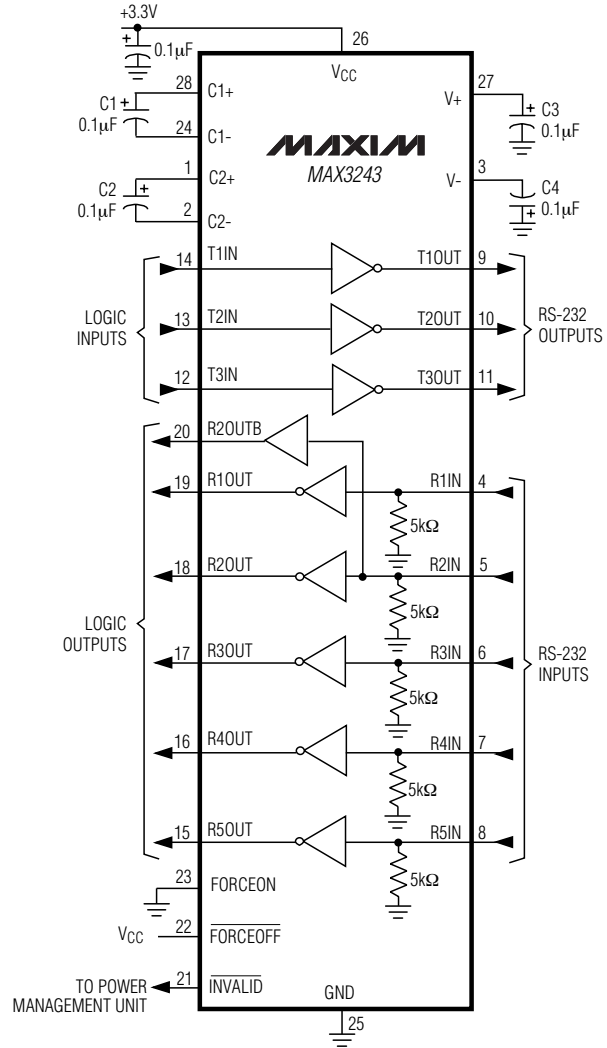 +3.3V
+
0.1µF
26
VCC
28
C1+
C1 +
0.1µF
24
C1-
27
V+
+ C3
0.1µF
MAXIM
MAX3243
1
C2+
C2 +
0.1µF
2
C2-
3
V-
C4
+ 0.1µF
14
T1IN
T1OUT
9
LOGIC
INPUTS
13
T2IN
T2OUT
10
RS-232
OUTPUTS
12
T3IN
T3OUT
11
20
R2OUTB
19
R1OUT
R1IN
4
5kΩ
18
R2OUT
R2IN
5
5kΩ
LOGIC
OUTPUTS
17
R3OUT
R3IN
6
RS-232
INPUTS
5kΩ
16
R4OUT
R4IN
7
5kΩ
15
R5OUT
R5IN
8
5kΩ
23
FORCEON
VCC
22
FORCEOFF
TO POWER
MANAGEMENT UNIT
21
INVALID
GND
25